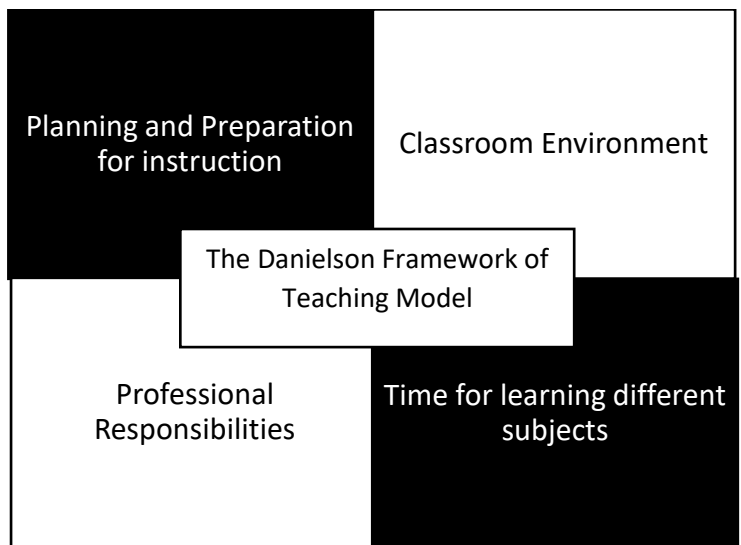 Planning and Preparation
for instruction
Classroom Environment
The Danielson Framework of
Teaching Model
Professional
Responsibilities
Time for learning different
subjects